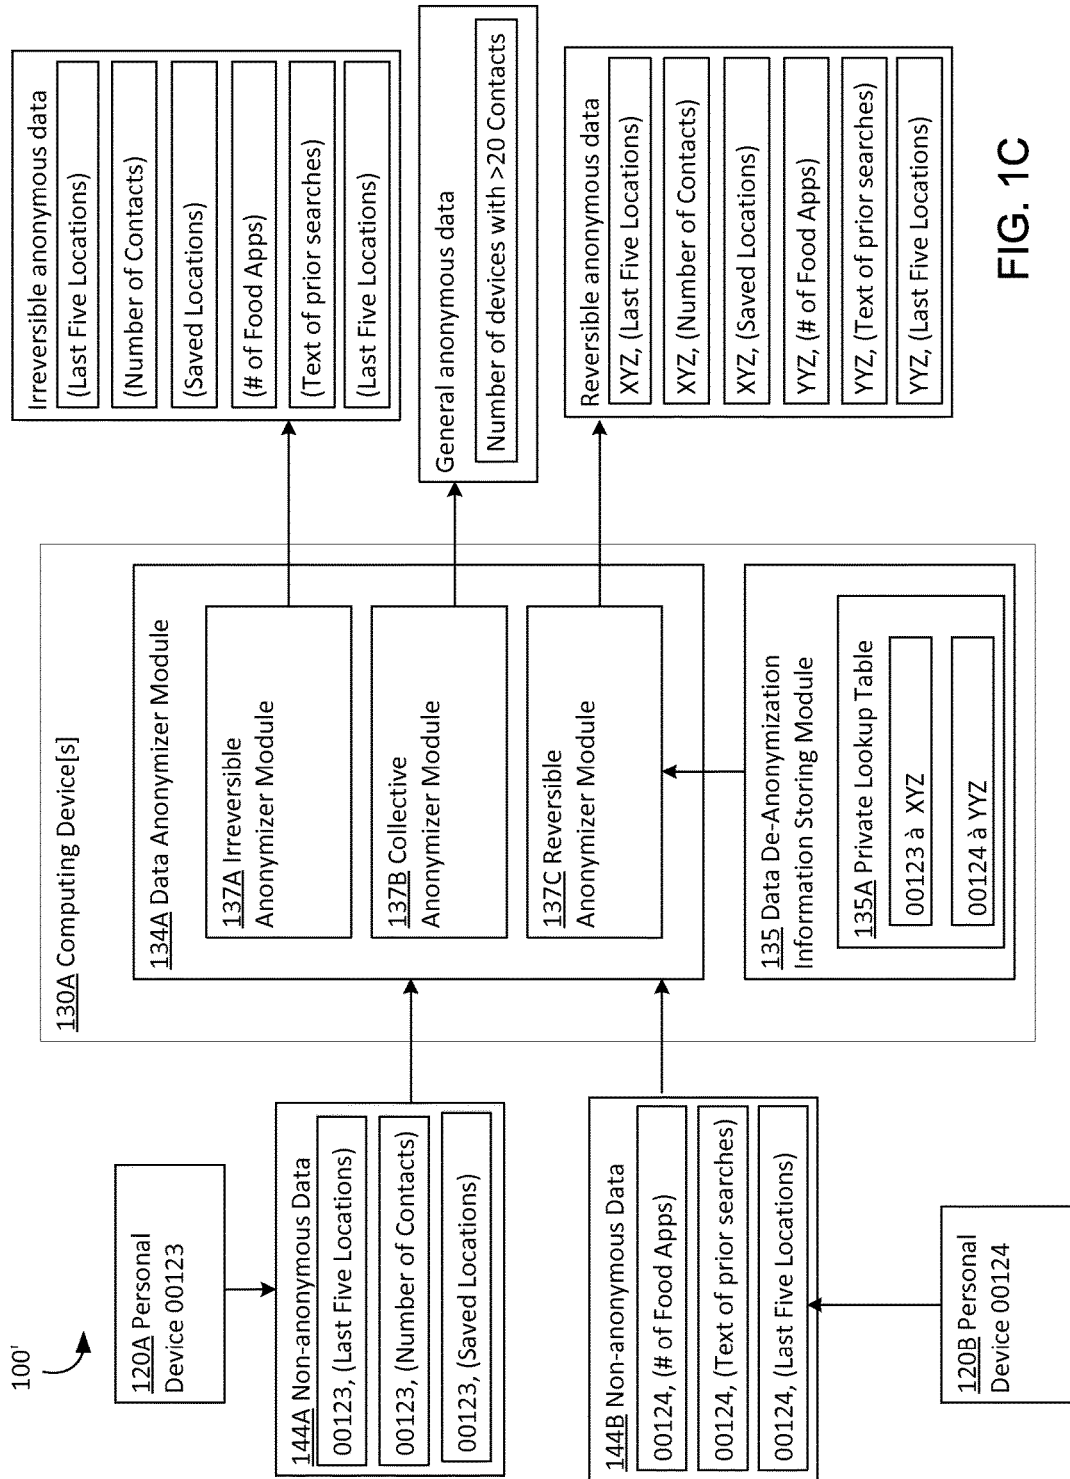 100'
120A Personal
Device 00123
144A Non-anonymous Data
00123, (Last Five Locations)
00123, (Number of Contacts)
00123, (Saved Locations)
144B Non-anonymous Data
00124, (# of Food Apps)
00124, (Text of prior searches)
00124, (Last Five Locations)
120B Personal
Device 00124
130A Computing Device[s]
134A Data Anonymizer Module
137A Irreversible
Anonymizer Module
137B Collective
Anonymizer Module
137C Reversible
Anonymizer Module
135 Data De-Anonymization
Information Storing Module
135A Private Lookup Table
00123 à XYZ
00124 à YYZ
Irreversible anonymous data
(Last Five Locations)
(Number of Contacts)
(Saved Locations)
(# of Food Apps)
(Text of prior searches)
(Last Five Locations)
General anonymous data
Number of devices with >20 Contacts
Reversible anonymous data
XYZ, (Last Five Locations)
XYZ, (Number of Contacts)
XYZ, (Saved Locations)
YYZ, (# of Food Apps)
YYZ, (Text of prior searches)
YYZ, (Last Five Locations)
FIG. 1C